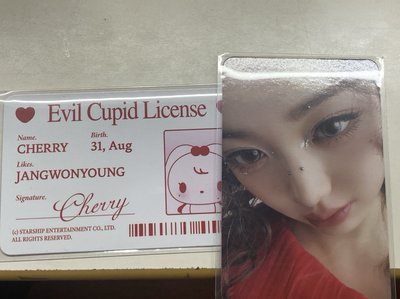 Evil Cupid License
Name. Birth.
CHERRY 31, Aug
Likes.
JANGWONYOUNG
Signature.
Cherry
(c) STARSHIP ENTERTAINMENT CO., LTD.
ALL RIGHTS RESERVED.